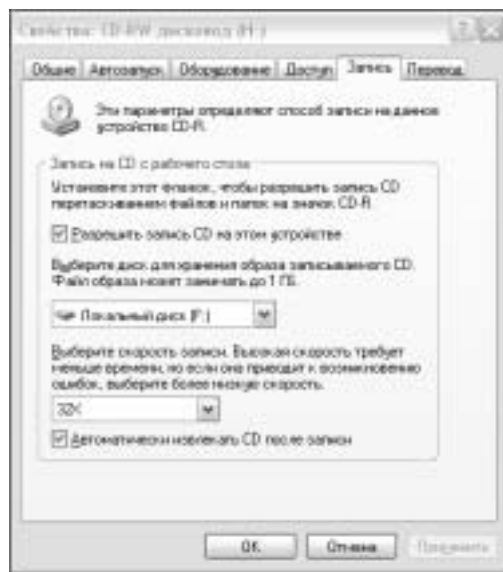 Свойства: CD-RW дисковод (H:)
Общие Автозапуск Оборудование Доступ Запись Перевод
Эти параметры определяют способ записи на данное
устройство CD-R.
Запись на CD с рабочего стола
Установите этот флажок, чтобы разрешить запись CD
перетаскиванием файлов и папок на значок CD-R
Разрешить запись CD на этом устройстве
Выберите диск для хранения образа записываемого CD.
Файл образа может занимать до 1 ГБ.
Локальный диск (F:)
Выберите скорость записи. Высокая скорость требует
меньше времени, но если она приводит к возникновению
ошибок, выберите более низкую скорость.
32X
Автоматически извлекать CD после записи
ОК Отмена Применить